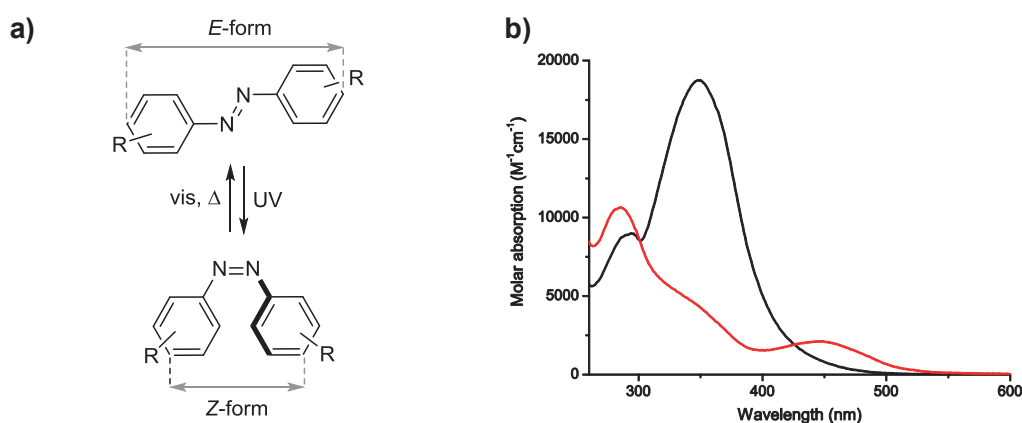 a)
E-form
R
N
N
R
vis, Δ
UV
N=N
R
R
Z-form
b)
20000
15000
10000
5000
0
Molar absorption (M⁻¹cm⁻¹)
300
400
500
600
Wavelength (nm)